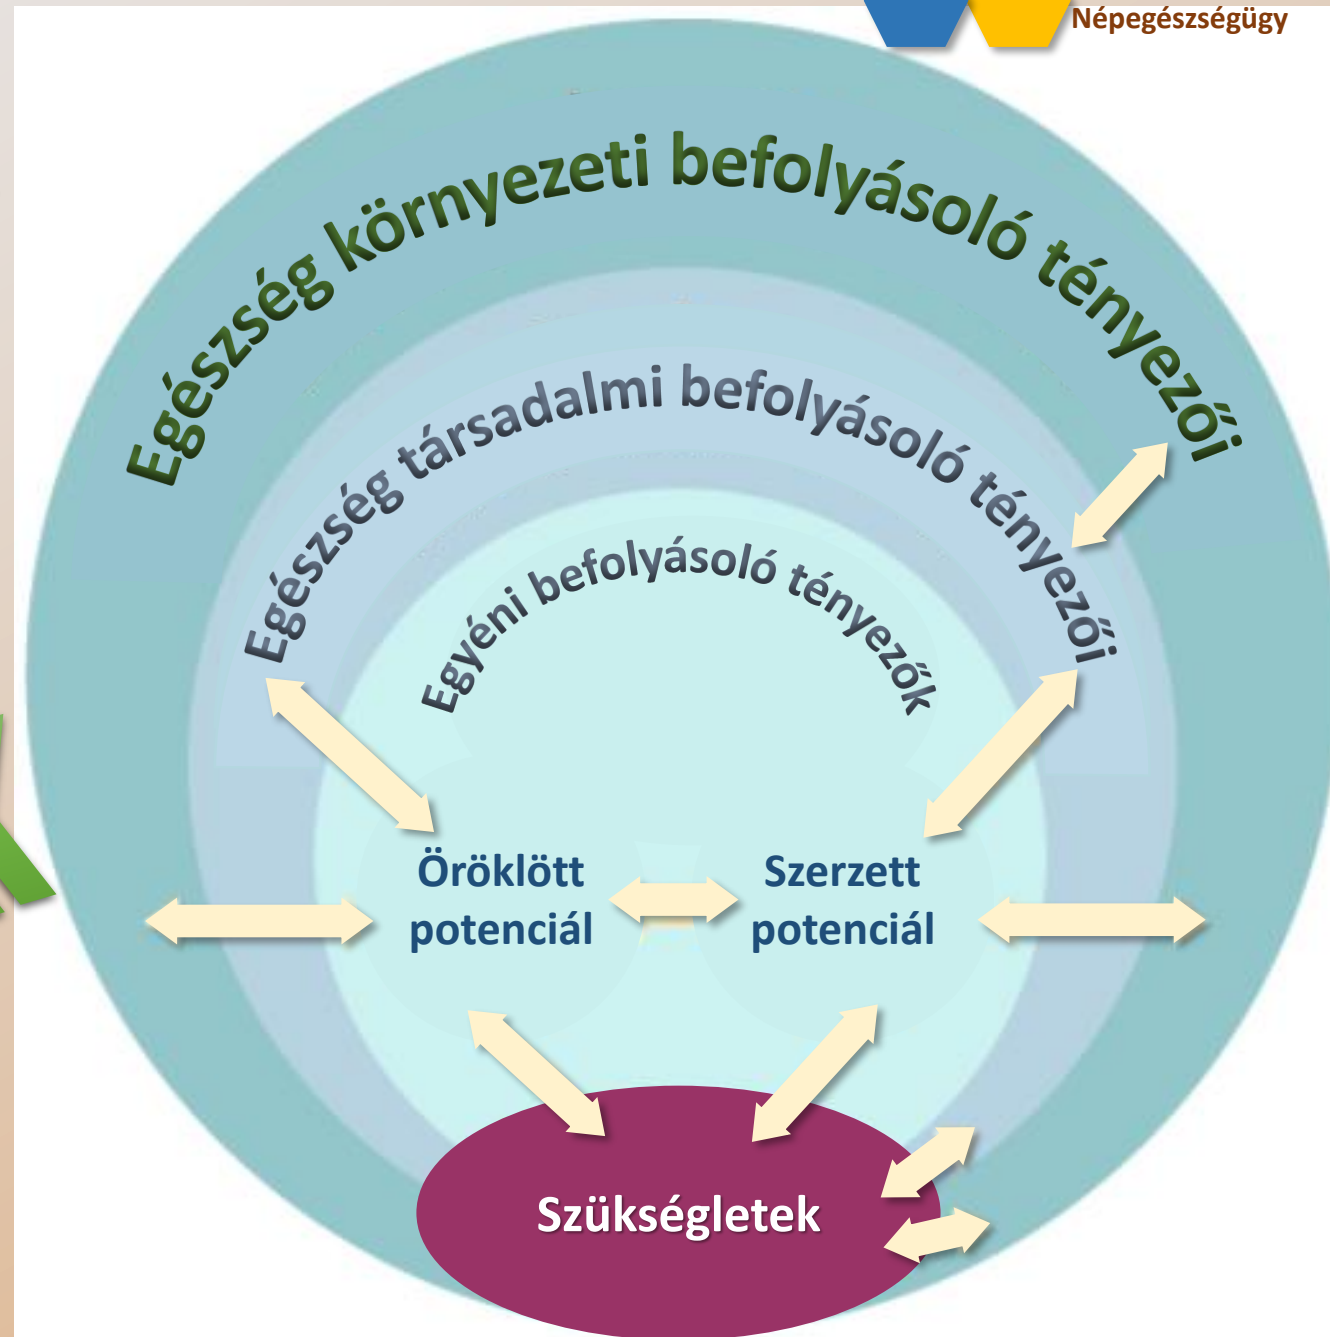 Népegészségügy
Egészség környezeti befolyásoló tényezői
Egészség társadalmi befolyásoló tényezői
Egyéni befolyásoló tényezők
Öröklött
potenciál
Szerzett
potenciál
Szükségletek